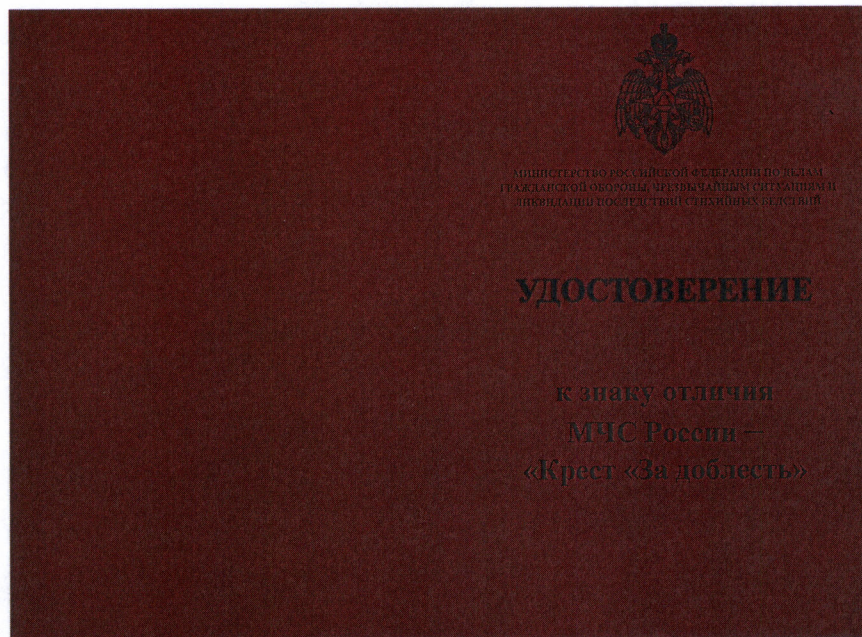 МИНИСТЕРСТВО РОССИЙСКОЙ ФЕДЕРАЦИИ ПО ДЕЛАМ
ГРАЖДАНСКОЙ ОБОРОНЫ, ЧРЕЗВЫЧАЙНЫМ СИТУАЦИЯМ И
ЛИКВИДАЦИИ ПОСЛЕДСТВИЙ СТИХИЙНЫХ БЕДСТВИЙ
УДОСТОВЕРЕНИЕ
к знаку отличия
МЧС России —
«Крест «За доблесть»